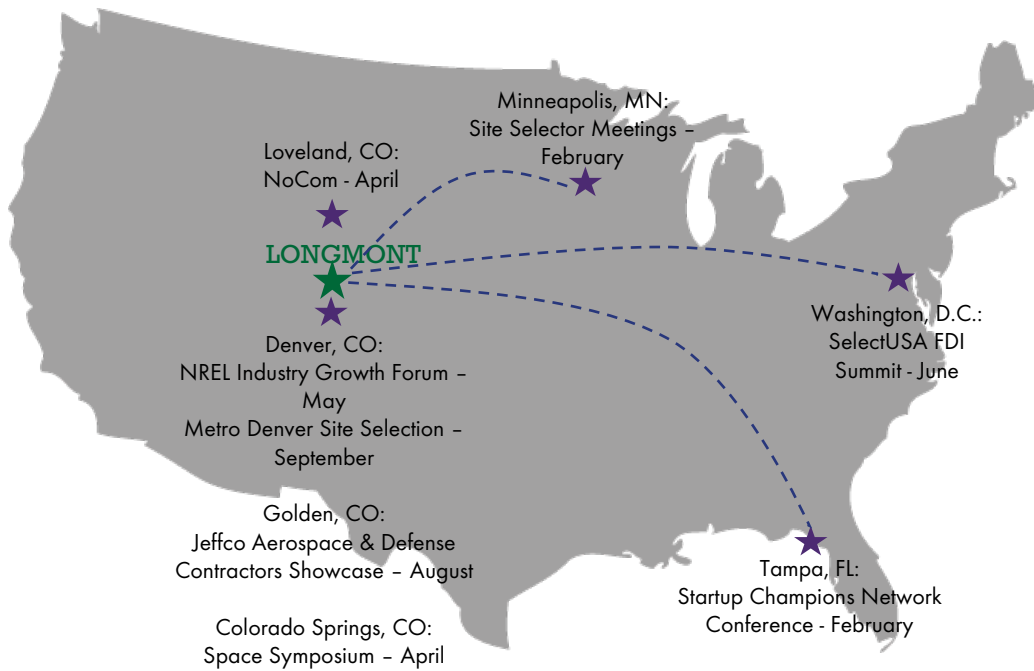 Minneapolis, MN:
Site Selector Meetings –
February
Loveland, CO:
NoCom - April
LONGMONT
Denver, CO:
NREL Industry Growth Forum –
May
Metro Denver Site Selection –
September
Washington, D.C.:
SelectUSA FDI
Summit - June
Golden, CO:
Jeffco Aerospace & Defense
Contractors Showcase – August
Tampa, FL:
Startup Champions Network
Conference - February
Colorado Springs, CO:
Space Symposium – April